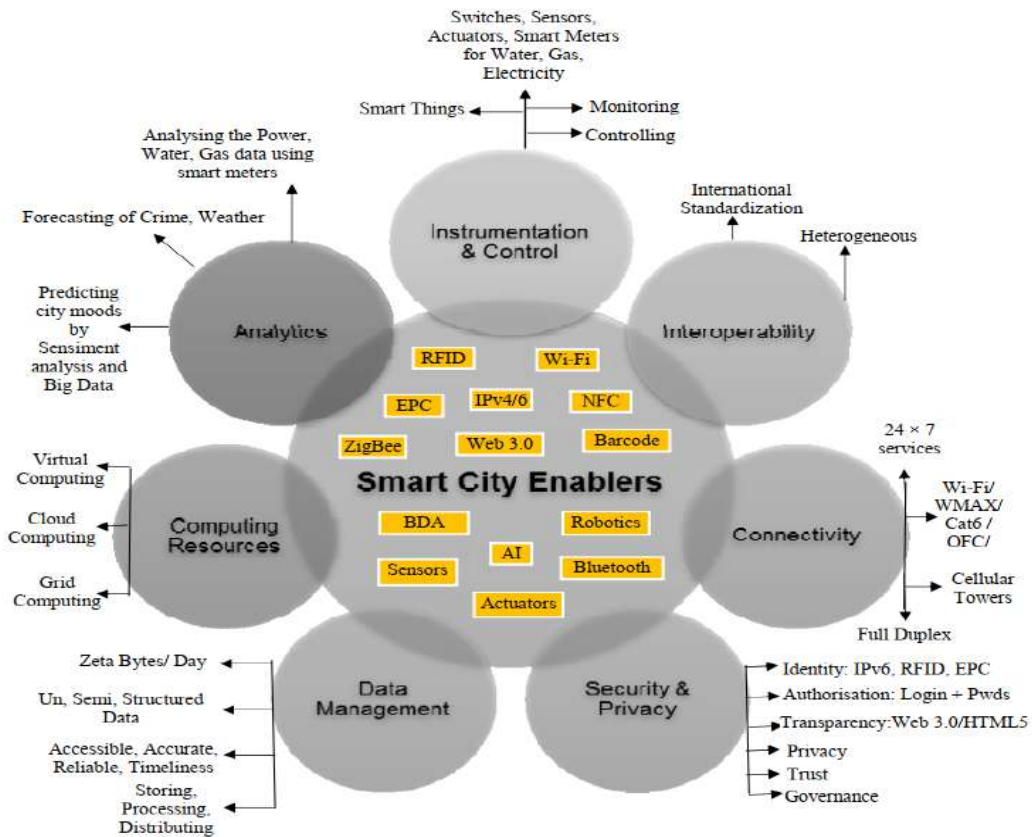 Switches, Sensors,
Actuators, Smart Meters
for Water, Gas,
Electricity
Smart Things
Monitoring
Controlling
Instrumentation
& Control
Analysing the Power,
Water, Gas data using
smart meters
Forecasting of Crime, Weather
Predicting
city moods
by
Sensiment
analysis and
Big Data
Analytics
International
Standardization
Heterogeneous
Interoperability
RFID
Wi-Fi
EPC
IPv4/6
NFC
ZigBee
Web 3.0
Barcode
Smart City Enablers
BDA
Robotics
AI
Sensors
Bluetooth
Actuators
Virtual
Computing
Cloud
Computing
Grid
Computing
Computing
Resources
24 × 7
services
Wi-Fi/
WMAX/
Cat6 /
OFC/
Cellular
Towers
Full Duplex
Connectivity
Zeta Bytes/ Day
Un, Semi, Structured
Data
Accessible, Accurate,
Reliable, Timeliness
Storing,
Processing,
Distributing
Data
Management
Security &
Privacy
Identity: IPv6, RFID, EPC
Authorisation: Login + Pwds
Transparency:Web 3.0/HTML5
Privacy
Trust
Governance